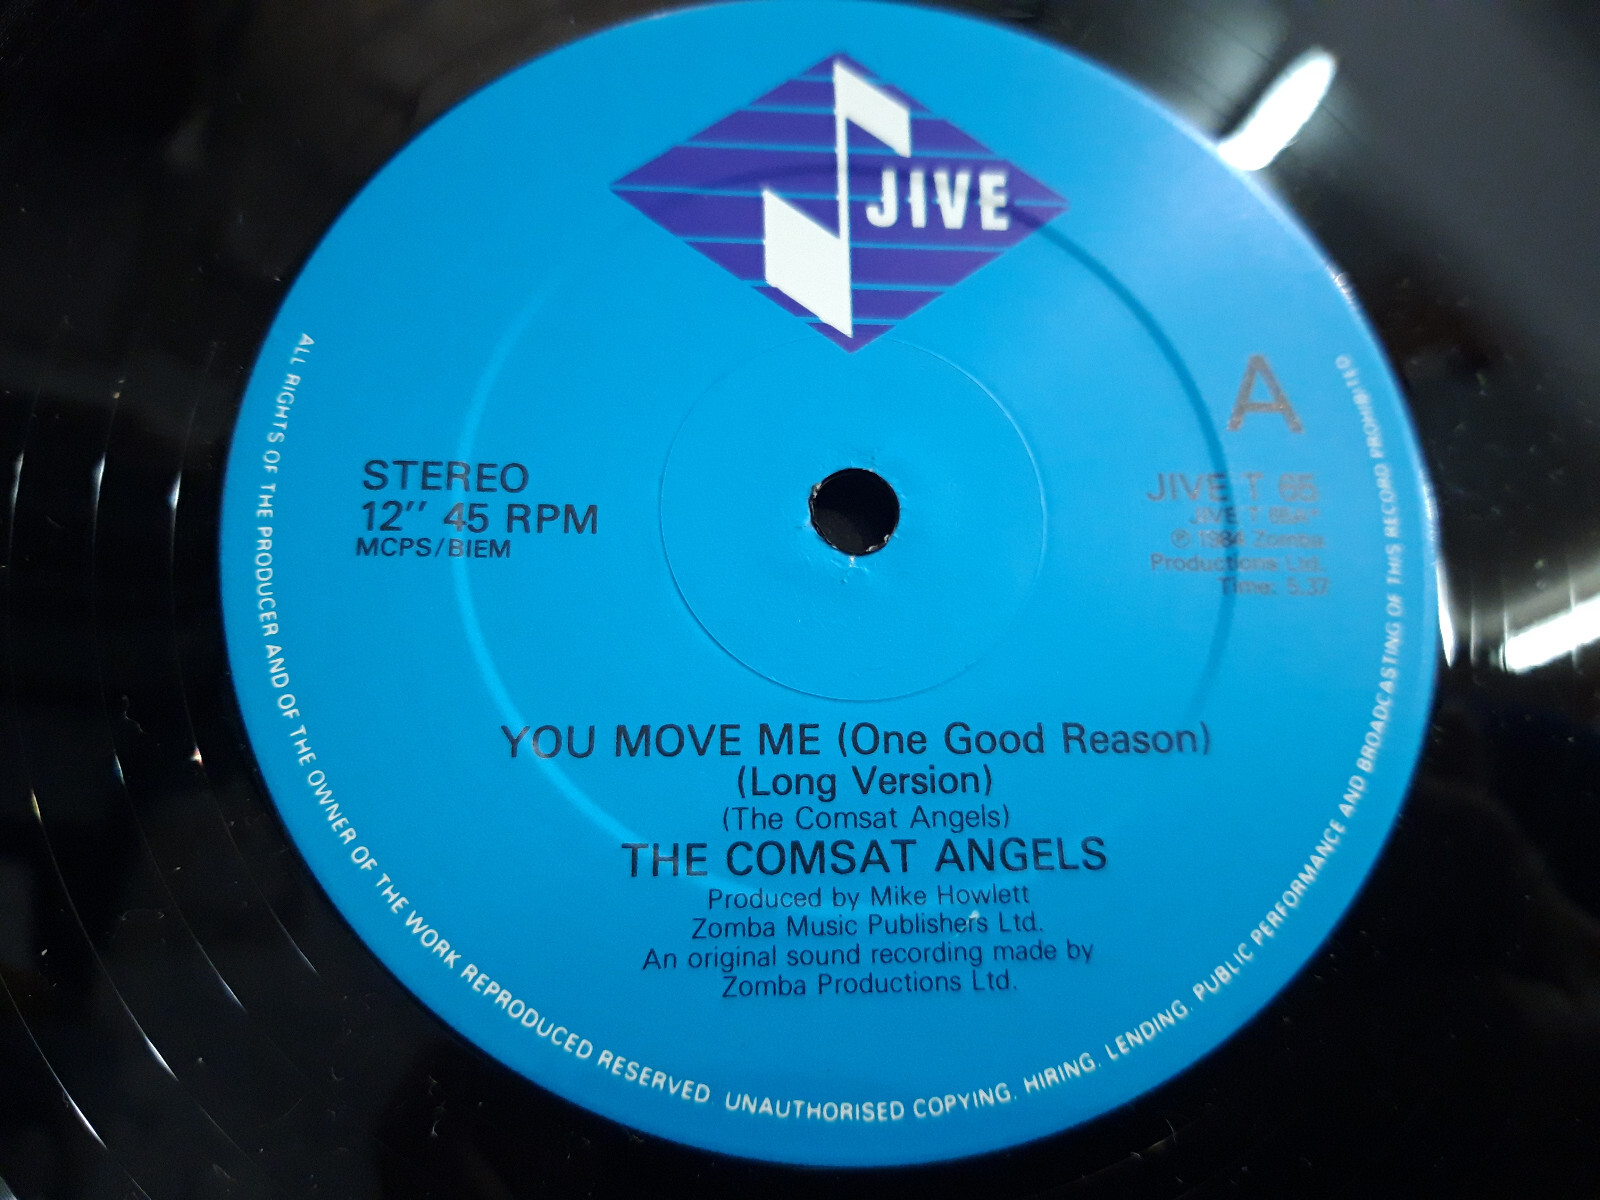 JIVE
A
STEREO
12" 45 RPM
MCPS/BIEM
JIVE T 65
JIVE T 65A*
℗ 1984 Zomba
Productions Ltd.
Time: 5.37
YOU MOVE ME (One Good Reason)
(Long Version)
(The Comsat Angels)
THE COMSAT ANGELS
Produced by Mike Howlett
Zomba Music Publishers Ltd.
An original sound recording made by
Zomba Productions Ltd.
ALL RIGHTS OF THE PRODUCER AND OF THE OWNER OF THE WORK REPRODUCED RESERVED. UNAUTHORISED COPYING, HIRING, LENDING, PUBLIC PERFORMANCE AND BROADCASTING OF THIS RECORD PROHIBITED